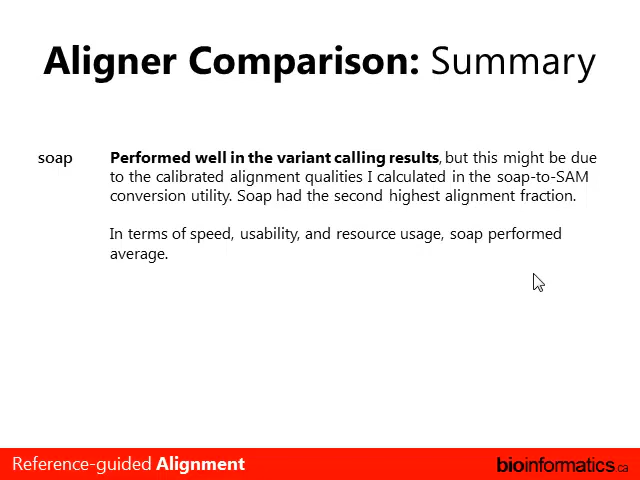 Aligner Comparison: Summary
soap
Performed well in the variant calling results, but this might be due
to the calibrated alignment qualities I calculated in the soap-to-SAM
conversion utility. Soap had the second highest alignment fraction.
In terms of speed, usability, and resource usage, soap performed
average.
Reference-guided Alignment
bioinformatics.ca